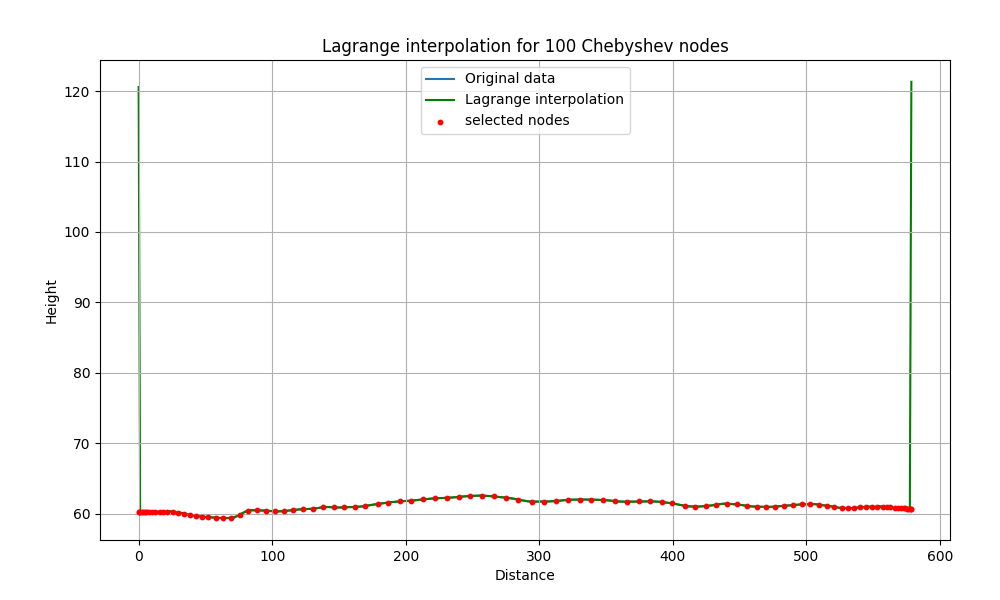 Lagrange interpolation for 100 Chebyshev nodes
Original data
Lagrange interpolation
selected nodes
120
110
100
90
80
70
60
Height
0 100 200 300 400 500 600
Distance